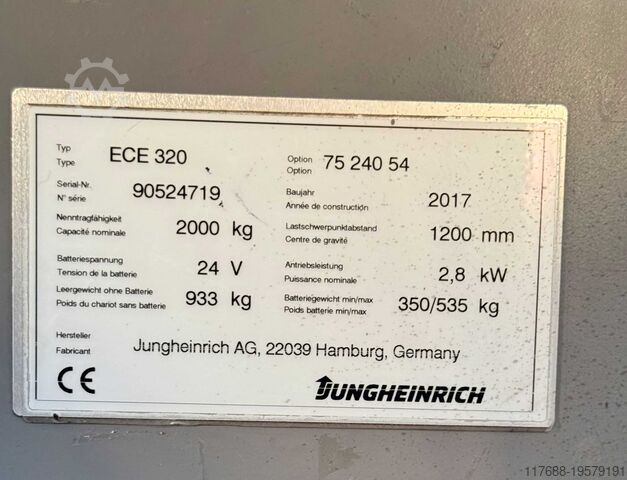 Typ ECE 320 Option 75 240 54
Type Option
Serial-Nr. 90524719 Baujahr 2017
N° série Année de construction
Nenntragfähigkeit 2000 kg Lastschwerpunktabstand 1200 mm
Capacité nominale Centre de gravité
Batteriespannung 24 V Antriebsleistung 2,8 kW
Tension de la batterie Puissance nominale
Leergewicht ohne Batterie 933 kg Batteriegewicht min/max 350/535 kg
Poids du chariot sans batterie Poids batterie min/max
Hersteller Jungheinrich AG, 22039 Hamburg, Germany
Fabricant
CE JUNGHEINRICH
117688-19579191